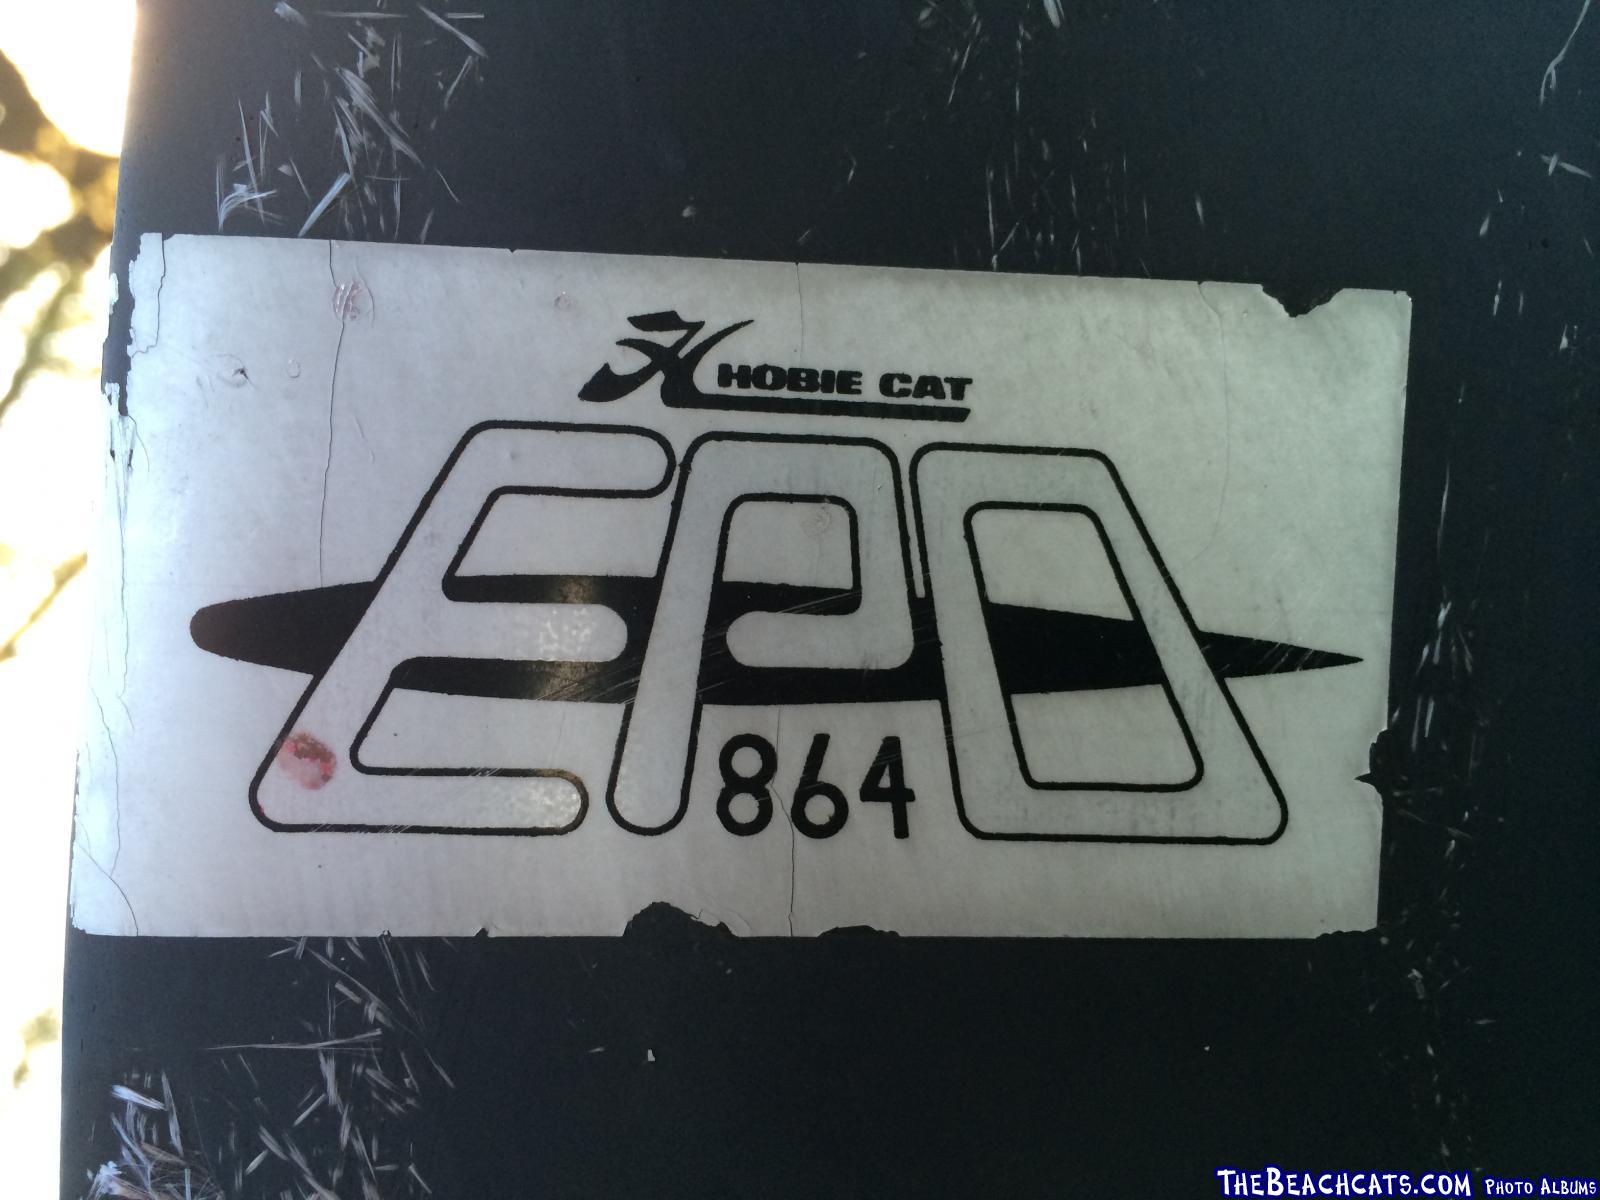 HOBIE CAT
EPO
864
THEBEACHCATS.COM PHOTO ALBUMS